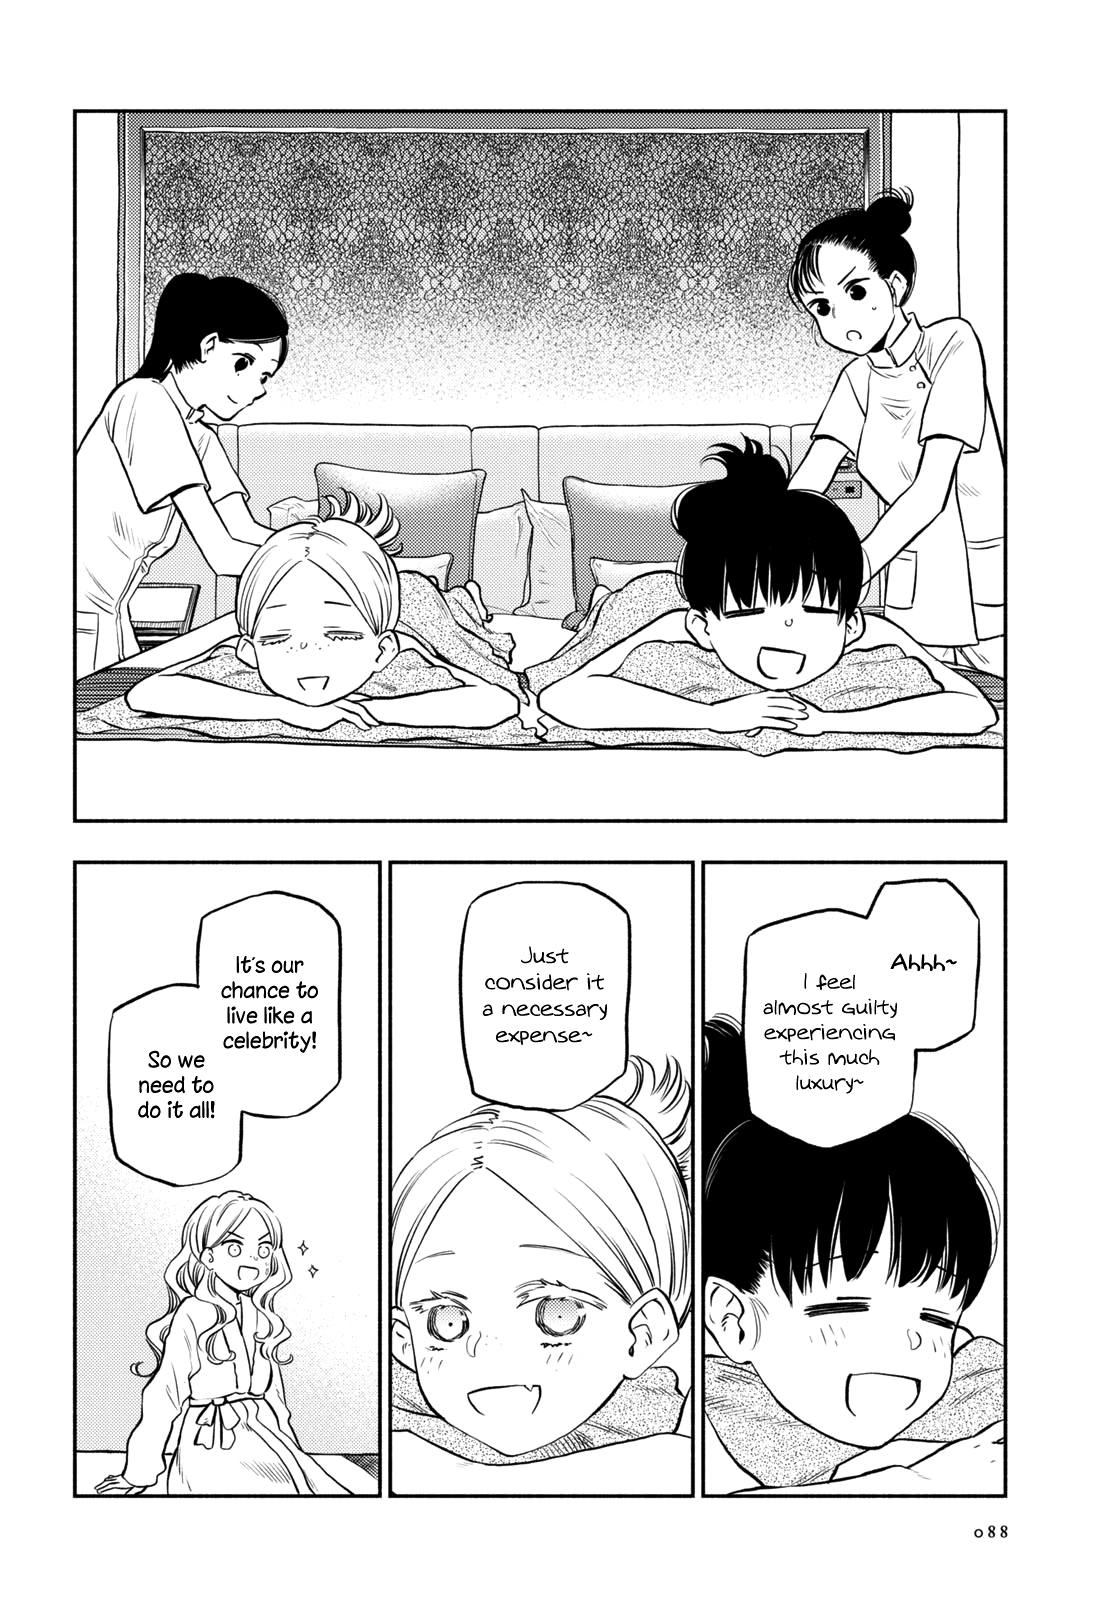 Ahhh~
I feel
almost guilty
experiencing
this much
luxury~
Just
consider it
a necessary
expense~
It's our
chance to
live like a
celebrity!
So we
need to
do it all!
088